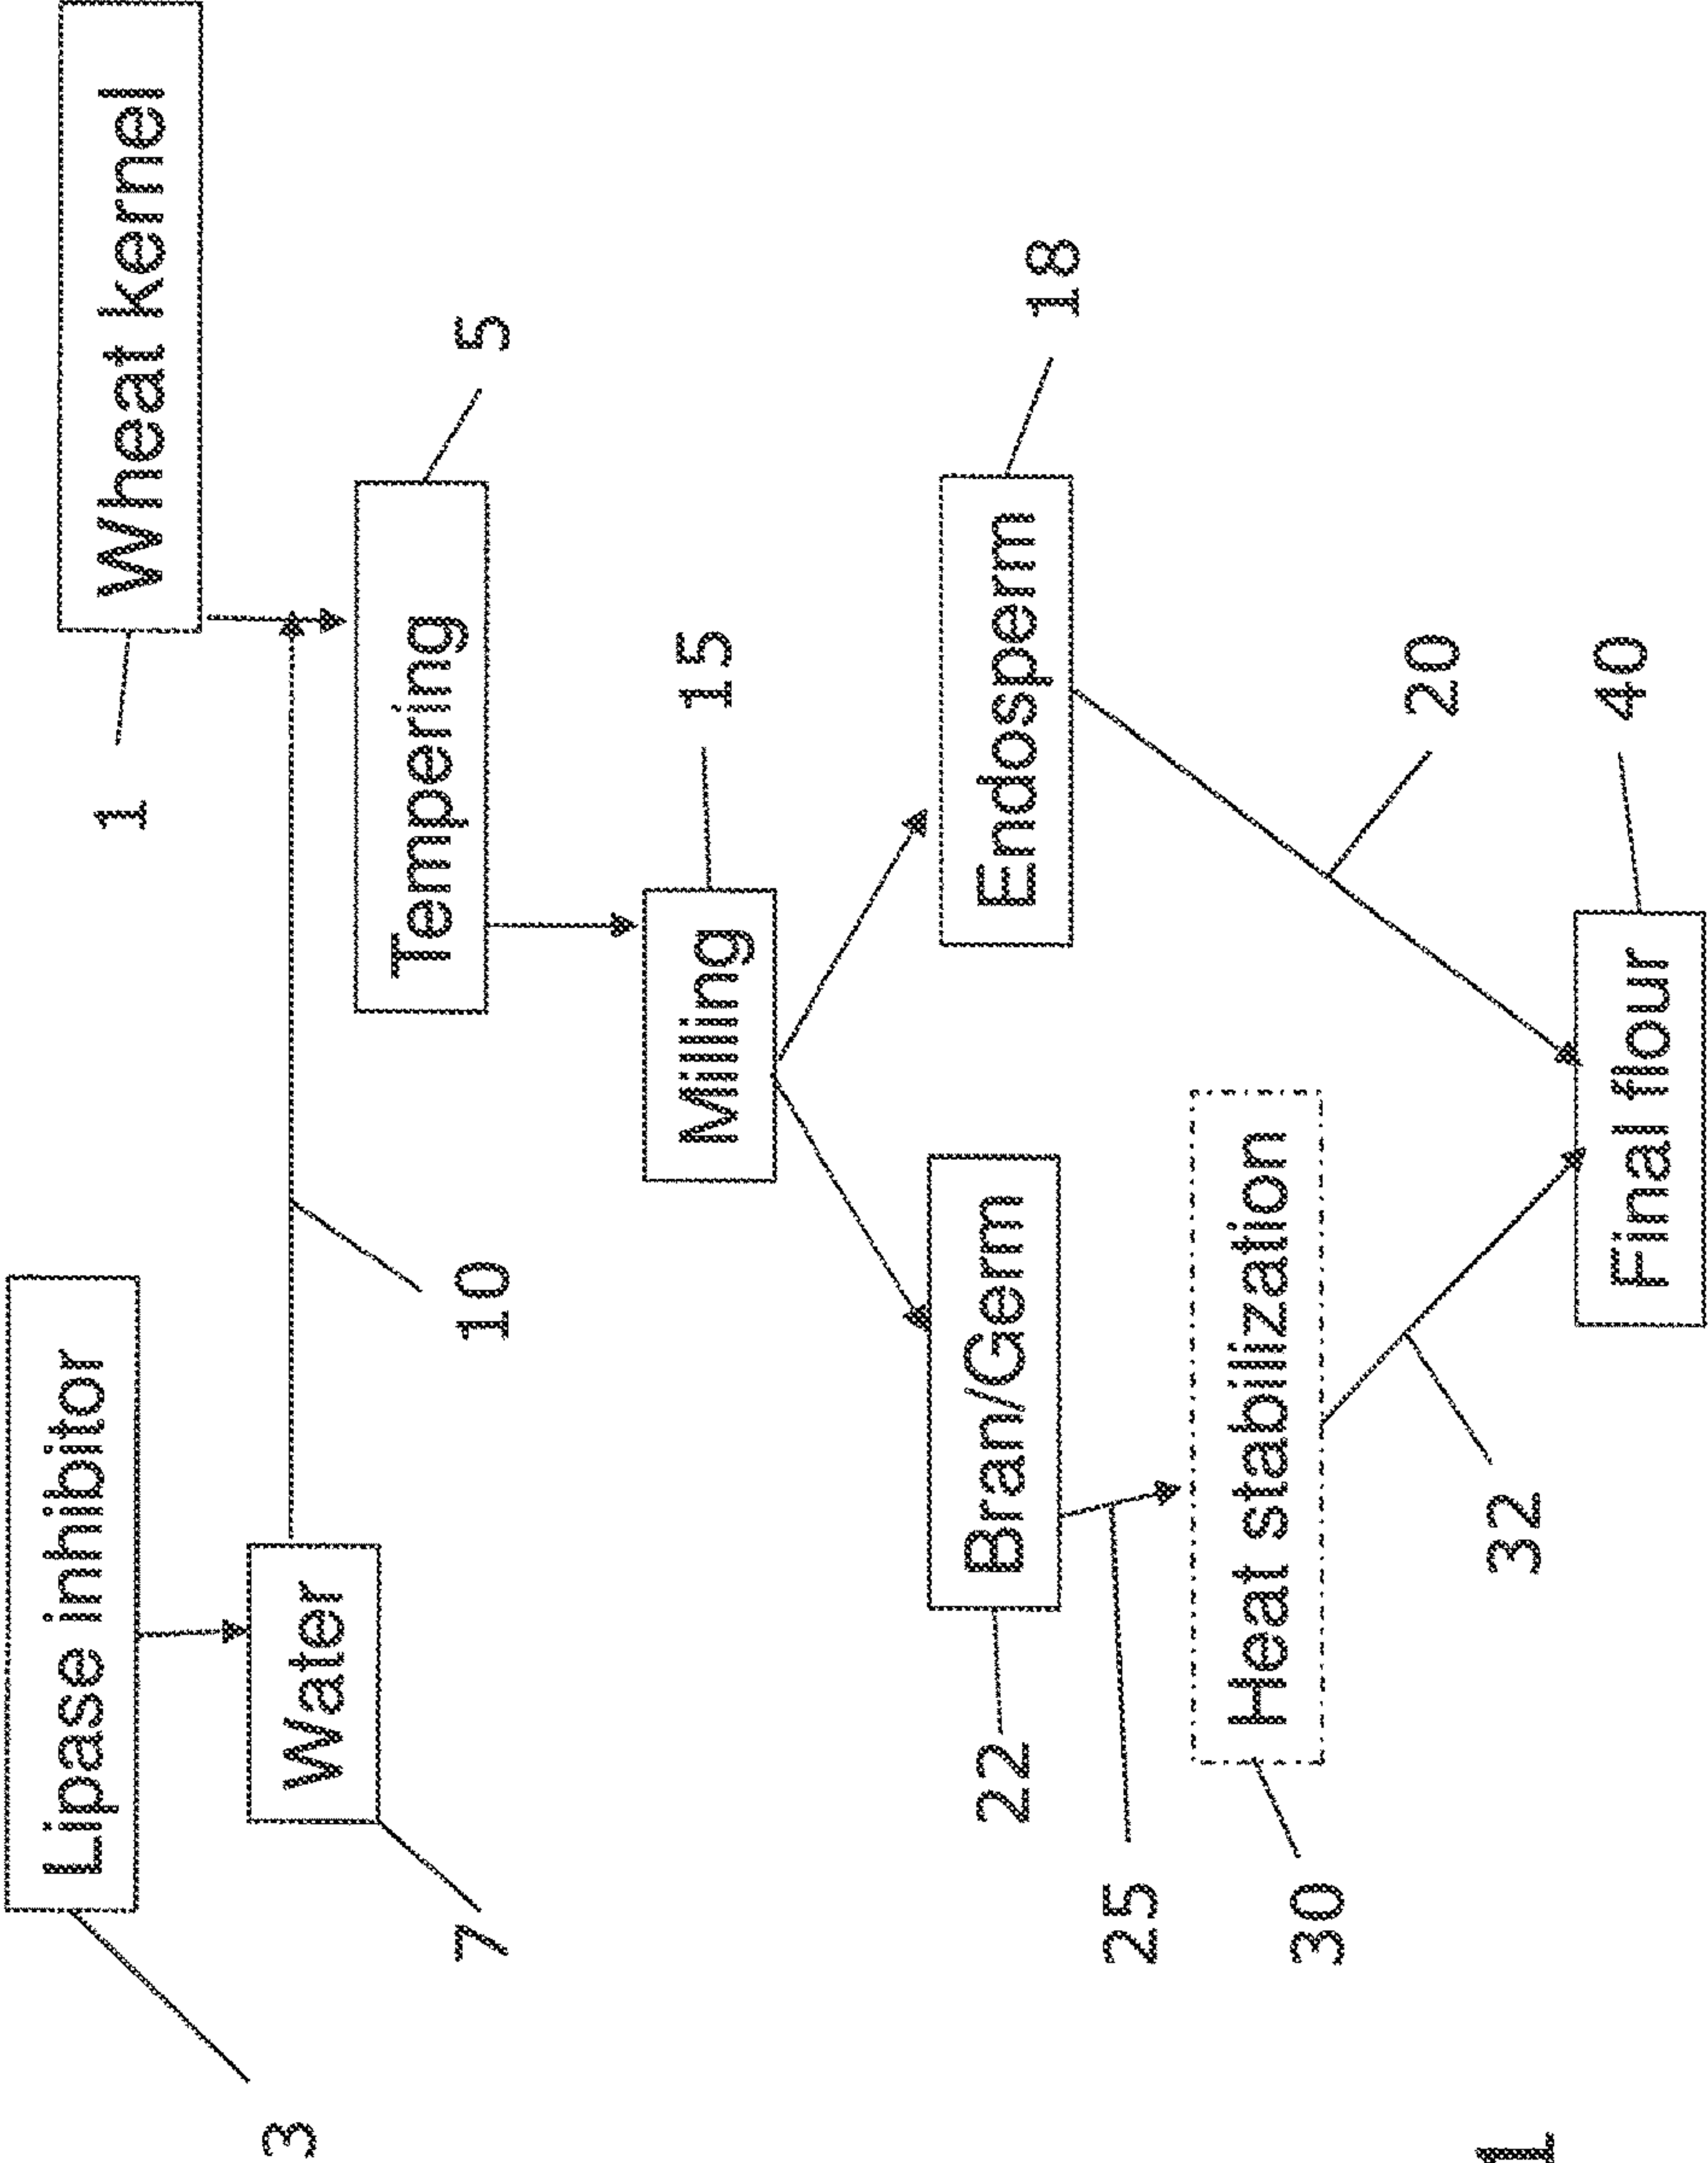 Lipase inhibitor
Wheat kernel
3
1
Water
7
10
Tempering
5
Milling
15
Bran/Germ
22
Endosperm
18
25
Heat stabilization
30
20
32
Final flour
40
1